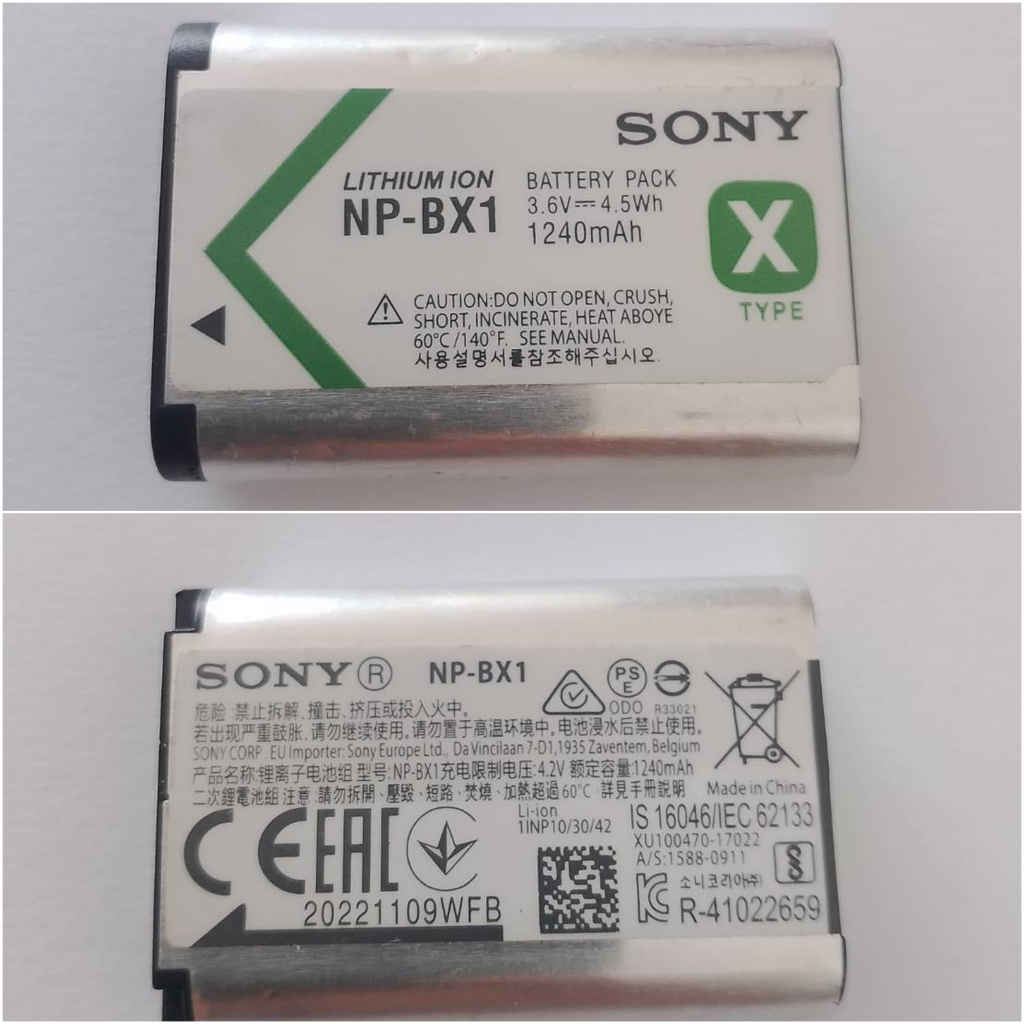 SONY
LITHIUM ION
NP-BX1
BATTERY PACK
3.6V⎓4.5Wh
1240mAh
X
TYPE
CAUTION:DO NOT OPEN, CRUSH,
SHORT, INCINERATE, HEAT ABOYE
60°C/140°F. SEE MANUAL.
사용설명서를참조해주십시오.
SONY® NP-BX1
PS
E
ODO
R33021
危险:禁止拆解、撞击、挤压或投入火中。
若出现严重鼓胀、请勿继续使用。请勿置于高温环境中。电池浸水后禁止使用。
SONY CORP EU Importer: Sony Europe Ltd., Da Vincilaan 7-D1, 1935 Zaventem, Belgium
产品名称:锂离子电池组 型号:NP-BX1充电限制电压:4.2V 额定容量:1240mAh
Made in China
二次鋰電池組 注意:請勿拆開、壓毀、短路、焚燒、加熱超過60°C。詳見手冊說明
CE EAC
Li-ion
1INP10/30/42
IS 16046/IEC 62133
XU100470-17022
A/S:1588-0911
소니코리아㈜
R-41022659
20221109WFB